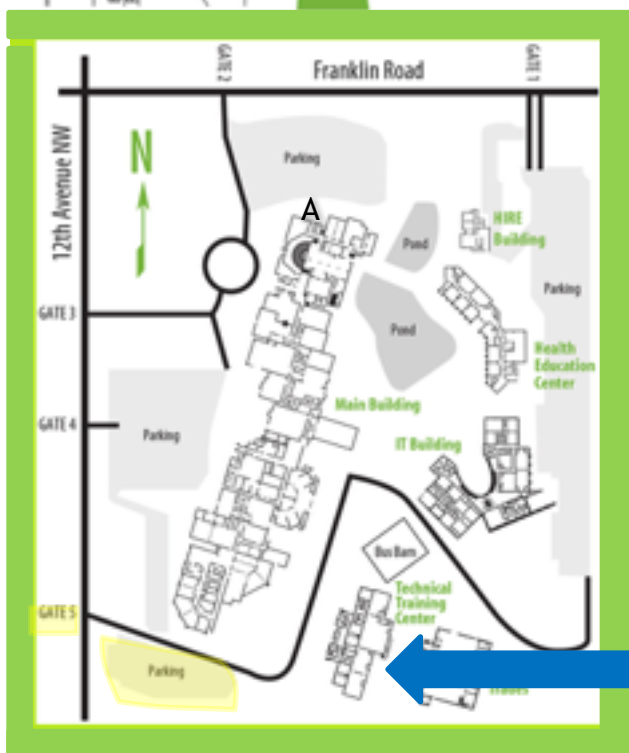 GATE 2
GATE 1
Franklin Road
12th Avenue NW
N
Parking
A
HIRE
Building
Pond
Parking
GATE 3
Pond
Health
Education
Center
Main Building
GATE 4
Parking
IT Building
Bus Barn
Technical
Training
Center
GATE 5
Parking